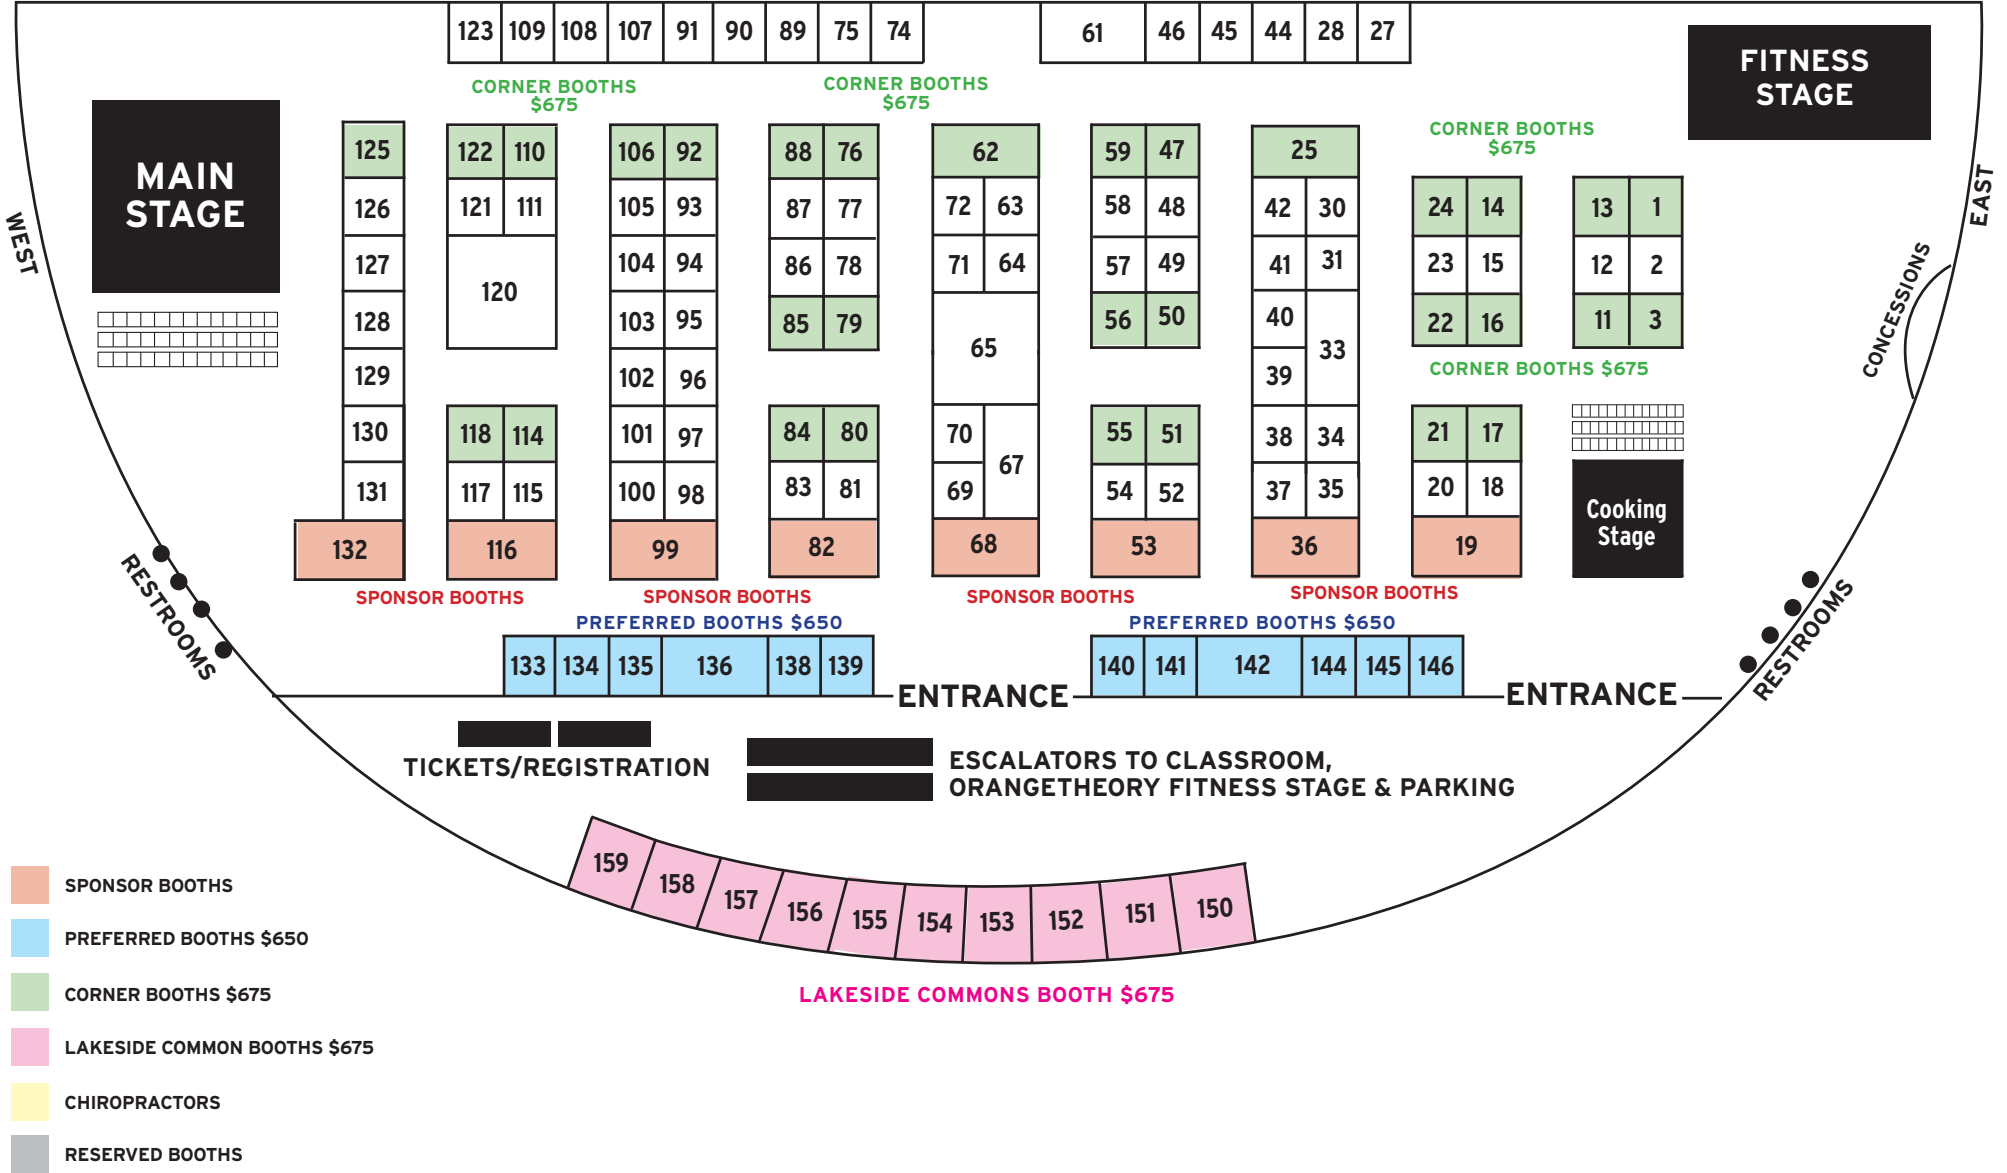 123 109 108 107 91 90 89 75 74 61 46 45 44 28 27
FITNESS
STAGE
CORNER BOOTHS
$675
CORNER BOOTHS
$675
CORNER BOOTHS
$675
MAIN
STAGE
WEST
EAST
125 122 110 106 92 88 76 62 59 47 25
126 121 111 105 93 87 77 72 63 58 48 42 30 24 14 13 1
127 104 94 86 78 71 64 57 49 41 31 23 15 12 2
120
128 103 95 85 79 56 50 40 22 16 11 3
65 33
129 102 96 39
CORNER BOOTHS $675
CONCESSIONS
130 118 114 101 97 84 80 70 55 51 38 34 21 17
67
131 117 115 100 98 83 81 69 54 52 37 35 20 18
Cooking
Stage
132 116 99 82 68 53 36 19
SPONSOR BOOTHS
SPONSOR BOOTHS
SPONSOR BOOTHS
SPONSOR BOOTHS
RESTROOMS
RESTROOMS
PREFERRED BOOTHS $650
PREFERRED BOOTHS $650
133 134 135 136 138 139 140 141 142 144 145 146
ENTRANCE
ENTRANCE
TICKETS/REGISTRATION
ESCALATORS TO CLASSROOM,
ORANGETHEORY FITNESS STAGE & PARKING
159 158 157 156 155 154 153 152 151 150
LAKESIDE COMMONS BOOTH $675
SPONSOR BOOTHS
PREFERRED BOOTHS $650
CORNER BOOTHS $675
LAKESIDE COMMON BOOTHS $675
CHIROPRACTORS
RESERVED BOOTHS